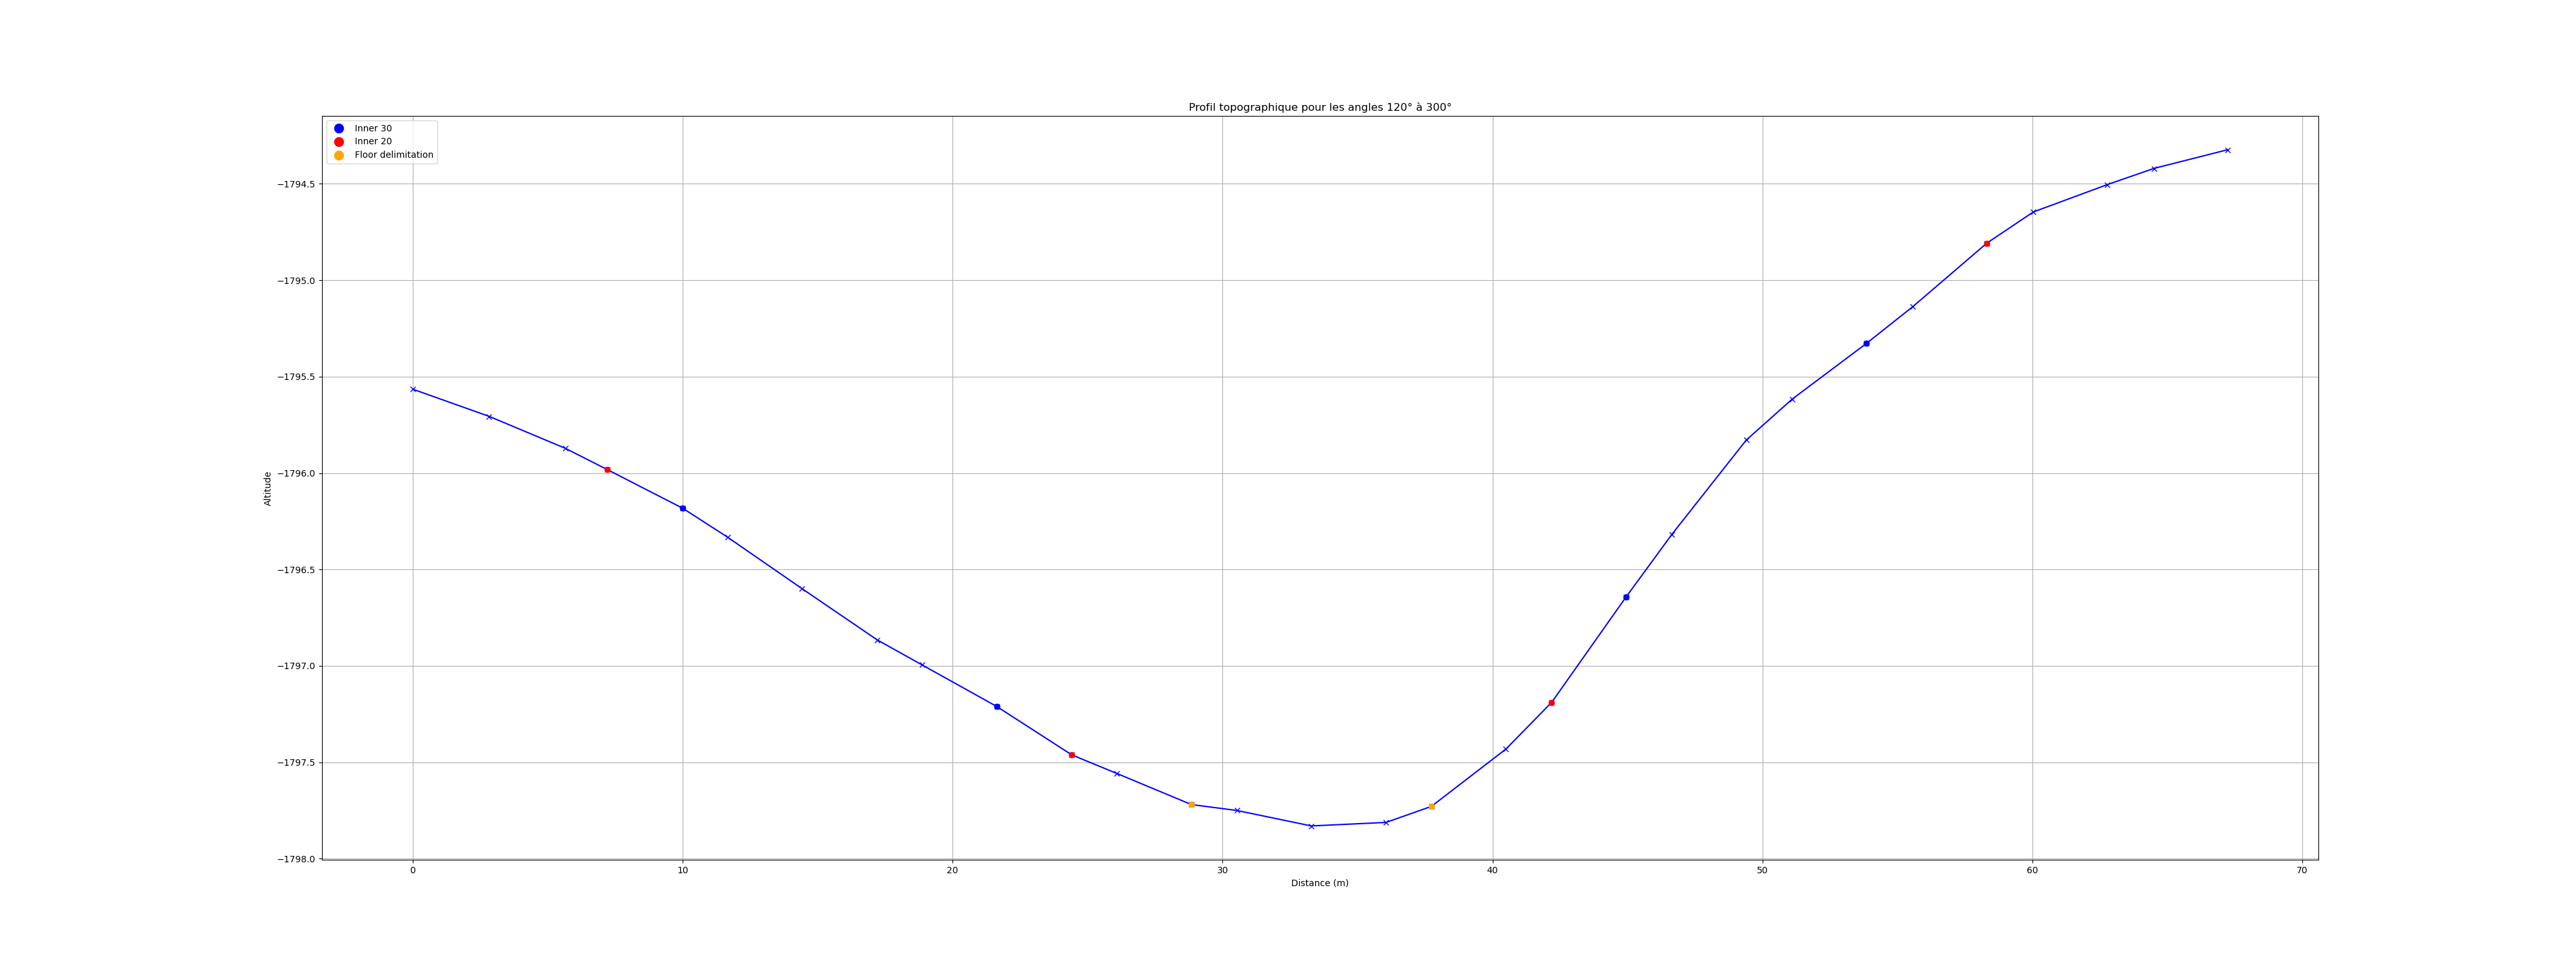 Profil topographique pour les angles 120° à 300°
Inner 30
Inner 20
Floor delimitation
−1794.5
−1795.0
−1795.5
−1796.0
−1796.5
−1797.0
−1797.5
−1798.0
Altitude
0 10 20 30 40 50 60 70
Distance (m)